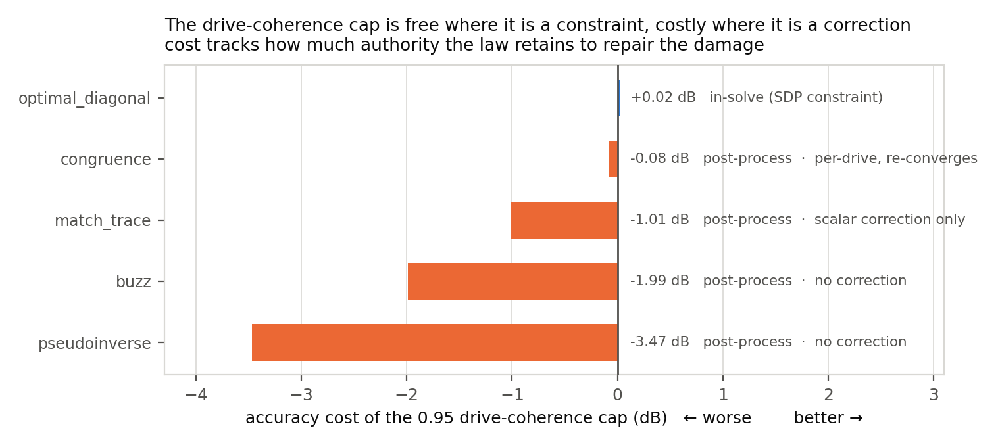 The drive-coherence cap is free where it is a constraint, costly where it is a correction
cost tracks how much authority the law retains to repair the damage
optimal_diagonal +0.02 dB in-solve (SDP constraint)
congruence -0.08 dB post-process · per-drive, re-converges
match_trace -1.01 dB post-process · scalar correction only
buzz -1.99 dB post-process · no correction
pseudoinverse -3.47 dB post-process · no correction
−4 −3 −2 −1 0 1 2 3
accuracy cost of the 0.95 drive-coherence cap (dB) ← worse better →